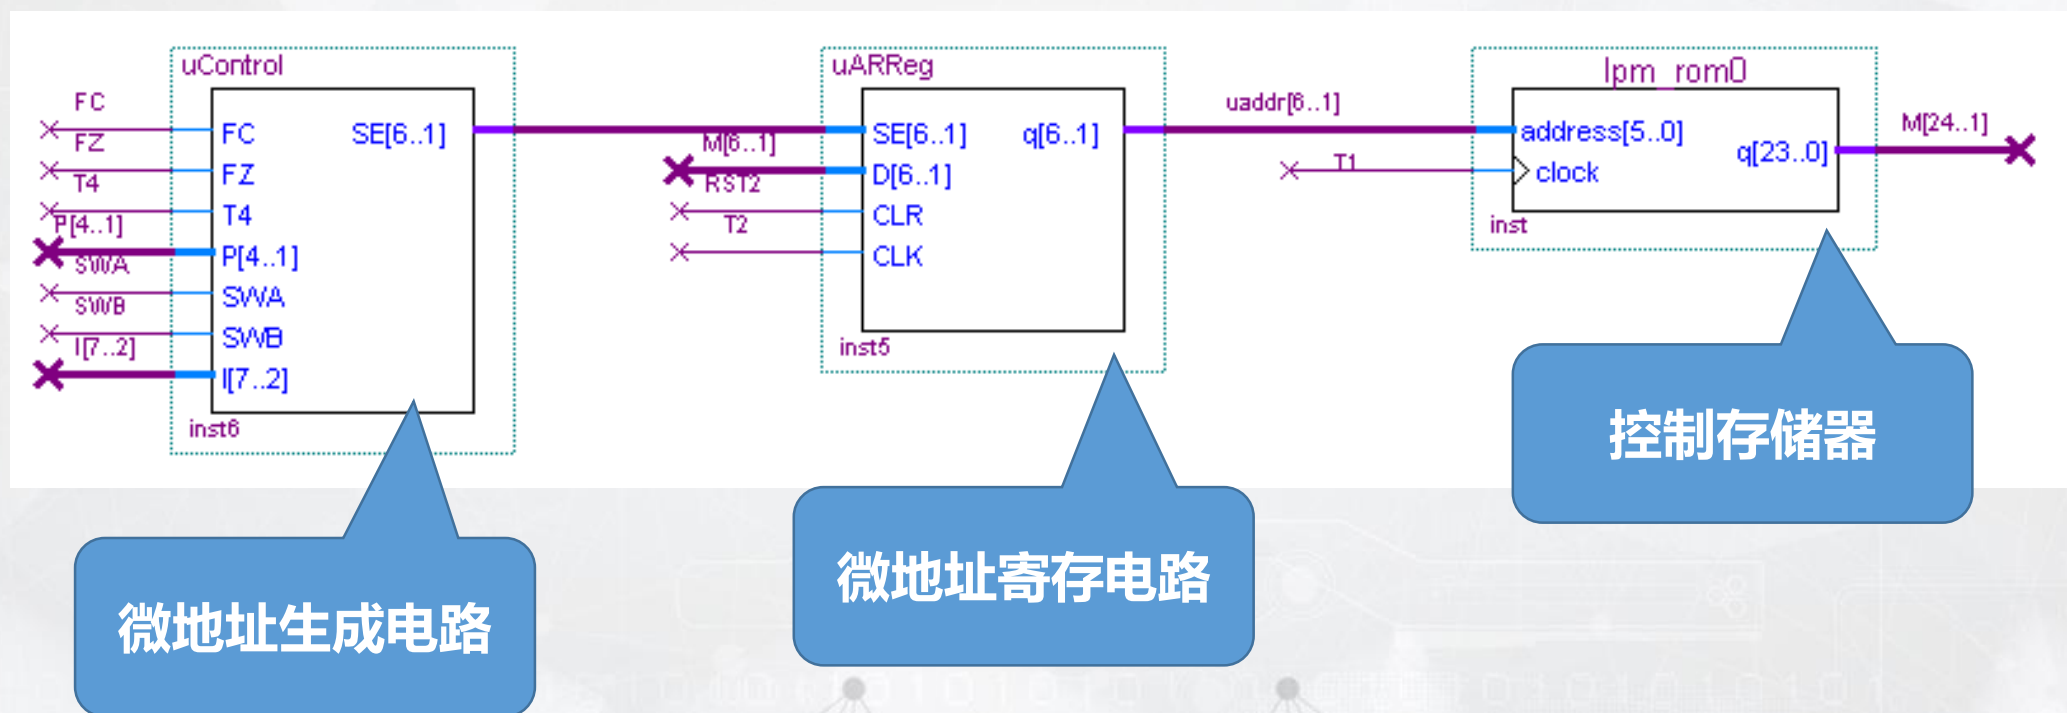 uControl
FC
FZ
T4
P[4..1]
SWA
SWB
I[7..2]
FC
FZ
T4
P[4..1]
SWA
SWB
I[7..2]
SE[6..1]
inst6
微地址生成电路
uARReg
M[6..1]
RST2
T2
SE[6..1]
D[6..1]
CLR
CLK
q[6..1]
inst5
微地址寄存电路
uaddr[6..1]
T1
lpm_rom0
address[5..0]
clock
q[23..0]
inst
M[24..1]
控制存储器